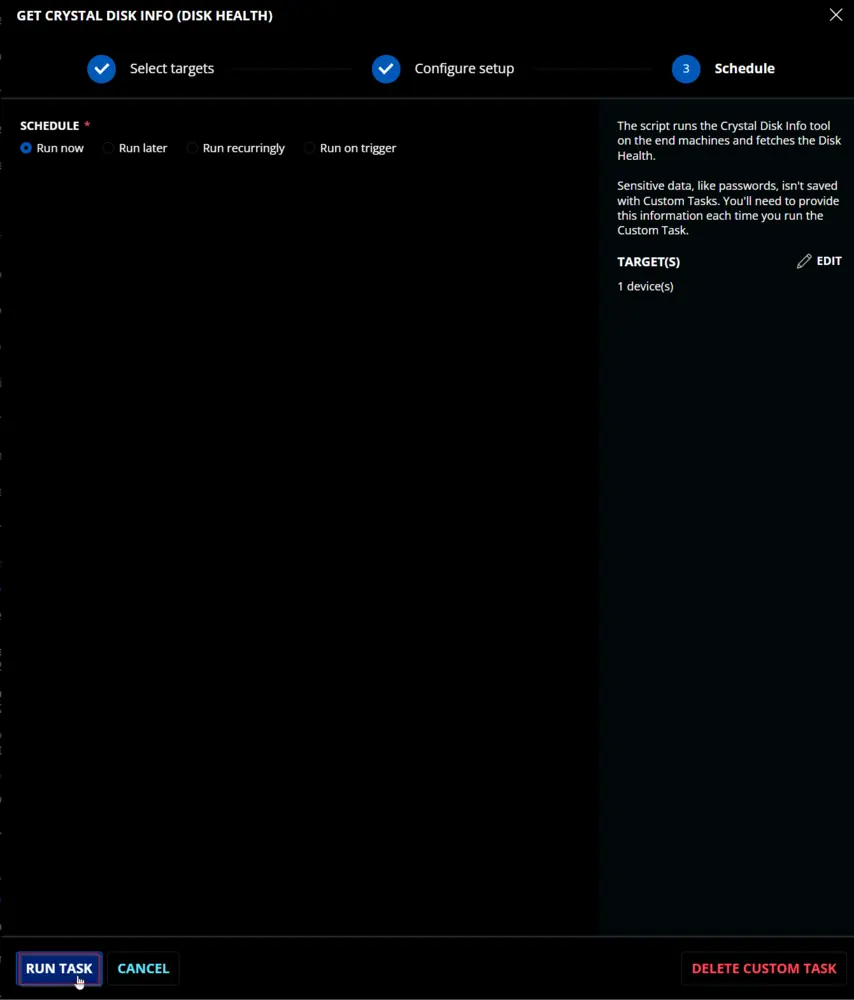 GET CRYSTAL DISK INFO (DISK HEALTH)
Select targets
Configure setup
3 Schedule
SCHEDULE *
Run now Run later Run recurringly Run on trigger
The script runs the Crystal Disk Info tool
on the end machines and fetches the Disk
Health.
Sensitive data, like passwords, isn't saved
with Custom Tasks. You'll need to provide
this information each time you run the
Custom Task.
TARGET(S) EDIT
1 device(s)
RUN TASK CANCEL DELETE CUSTOM TASK